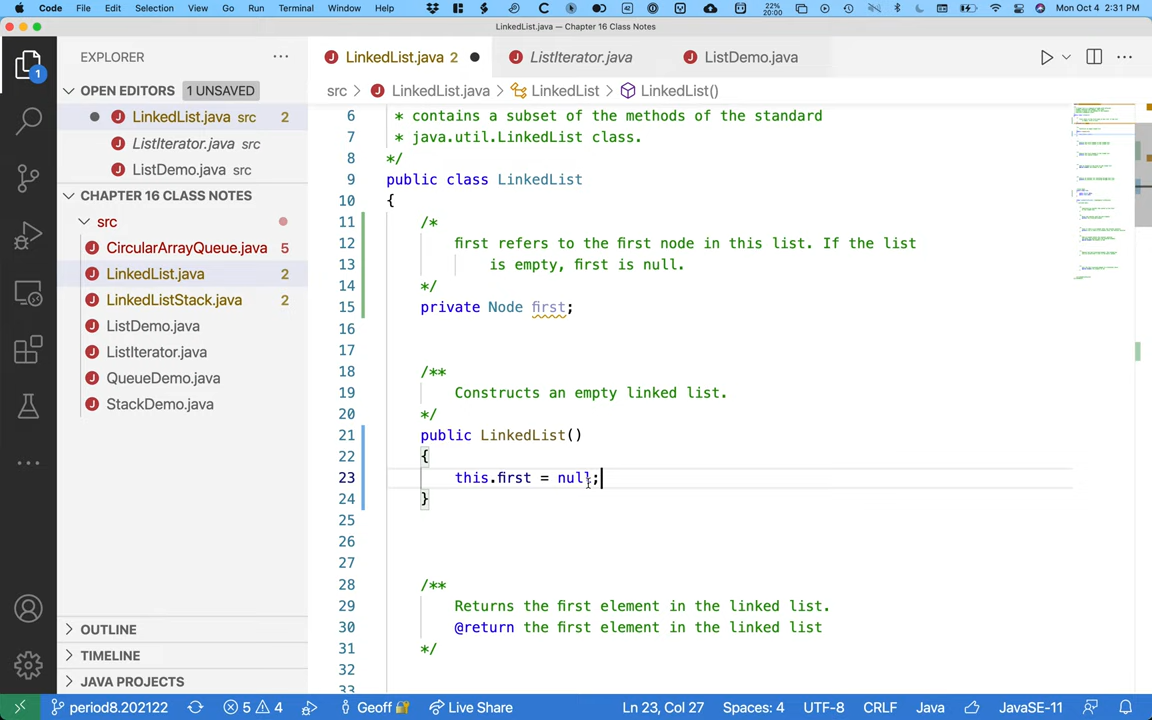 Code File Edit Selection View Go Run Terminal Window Help 22% 20:00 Mon Oct 4 2:31 PM
LinkedList.java — Chapter 16 Class Notes
EXPLORER
LinkedList.java 2 ListIterator.java ListDemo.java
OPEN EDITORS 1 UNSAVED
src > LinkedList.java > LinkedList > LinkedList()
LinkedList.java src 2
ListIterator.java src
ListDemo.java src
CHAPTER 16 CLASS NOTES
src
CircularArrayQueue.java 5
LinkedList.java 2
LinkedListStack.java 2
ListDemo.java
ListIterator.java
QueueDemo.java
StackDemo.java
OUTLINE
TIMELINE
JAVA PROJECTS
6 * contains a subset of the methods of the standard
7 * java.util.LinkedList class.
8 */
9 public class LinkedList
10 {
11 /*
12 first refers to the first node in this list. If the list
13 is empty, first is null.
14 */
15 private Node first;
16
17
18 /**
19 Constructs an empty linked list.
20 */
21 public LinkedList()
22 {
23 this.first = null;
24 }
25
26
27
28 /**
29 Returns the first element in the linked list.
30 @return the first element in the linked list
31 */
32
33
period8.202122 5 4 Geoff Live Share Ln 23, Col 27 Spaces: 4 UTF-8 CRLF Java JavaSE-11